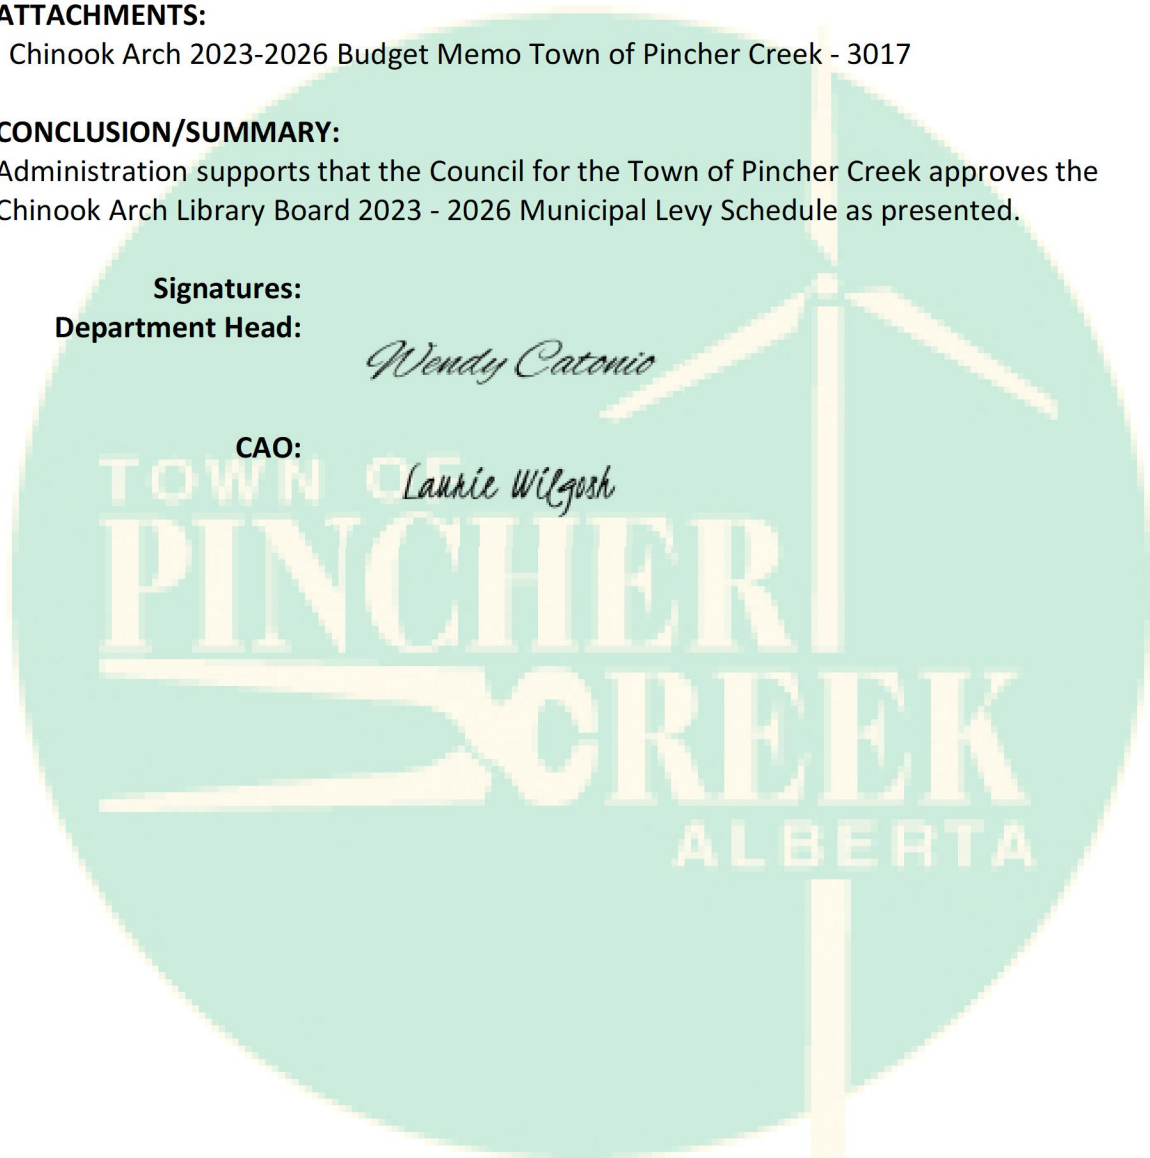 ATTACHMENTS:
Chinook Arch 2023-2026 Budget Memo Town of Pincher Creek - 3017
CONCLUSION/SUMMARY:
Administration supports that the Council for the Town of Pincher Creek approves the
Chinook Arch Library Board 2023 - 2026 Municipal Levy Schedule as presented.
Signatures:
Department Head:
Wendy Catonio
CAO:
Laurie Wilgosh
TOWN OF
PINCHER
CREEK
ALBERTA